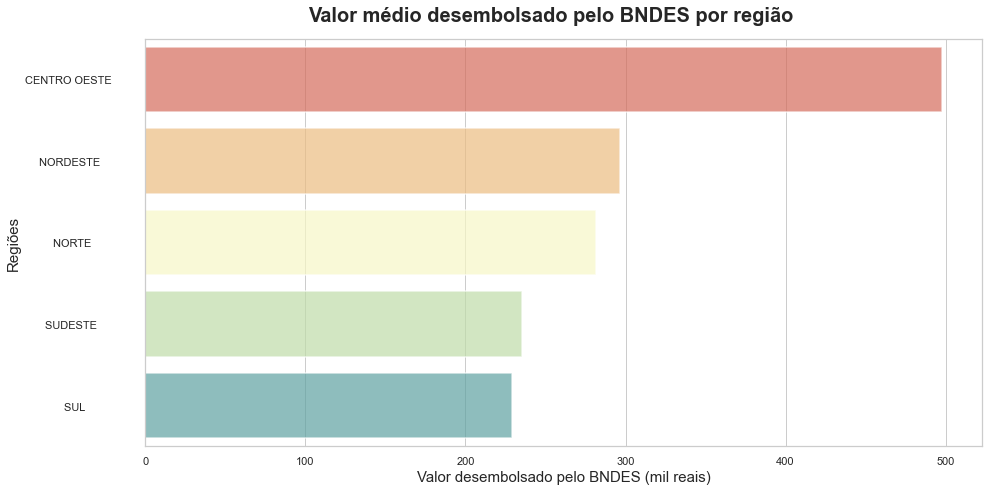 Valor médio desembolsado pelo BNDES por região
Regiões
CENTRO OESTE
NORDESTE
NORTE
SUDESTE
SUL
0 100 200 300 400 500
Valor desembolsado pelo BNDES (mil reais)